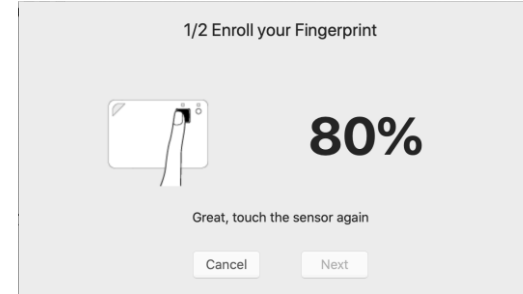 1/2 Enroll your Fingerprint
80%
Great, touch the sensor again
Cancel
Next